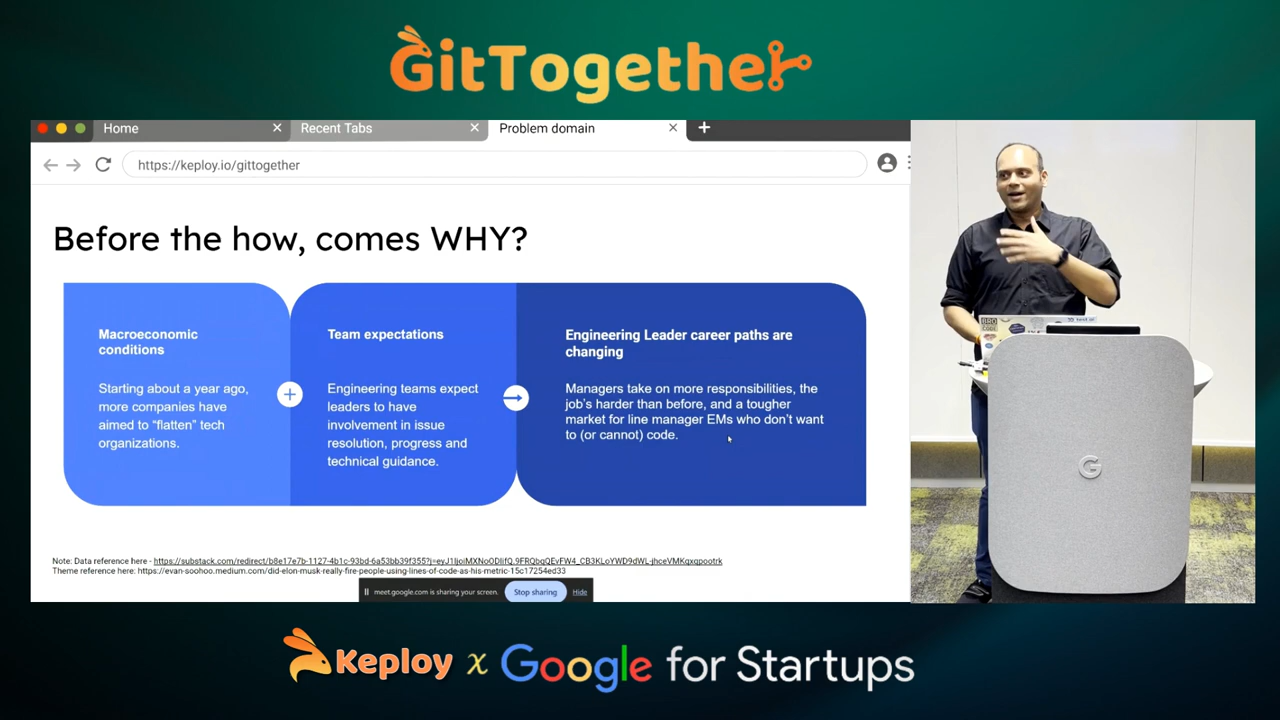 GitTogether
Home
Recent Tabs
Problem domain
https://keploy.io/gittogether
Before the how, comes WHY?
Macroeconomic
conditions
Starting about a year ago,
more companies have
aimed to “flatten” tech
organizations.
Team expectations
Engineering teams expect
leaders to have
involvement in issue
resolution, progress and
technical guidance.
Engineering Leader career paths are
changing
Managers take on more responsibilities, the
job’s harder than before, and a tougher
market for line manager EMs who don’t want
to (or cannot) code.
Note: Data reference here -
Theme reference here: https://evan-soohoo.medium.com/did-elon-musk-really-fire-people-using-lines-of-code-as-his-metric-15c17254ed33
meet.google.com is sharing your screen.
Stop sharing
Hide
BRO
CODE
G
Keploy x Google for Startups